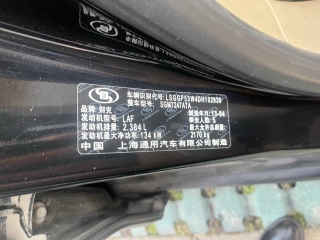 车辆识别代号: LSGGF53W4DH102920
整车型号: SGM7247ATA
品牌: 别克 制造年月: 13-04
发动机型号: LAF 乘坐人数: 5
发动机排量: 2.384 L 最大允许总质量:
发动机最大净功率: 134 kW 2170 kg
中国 上海通用汽车有限公司制造